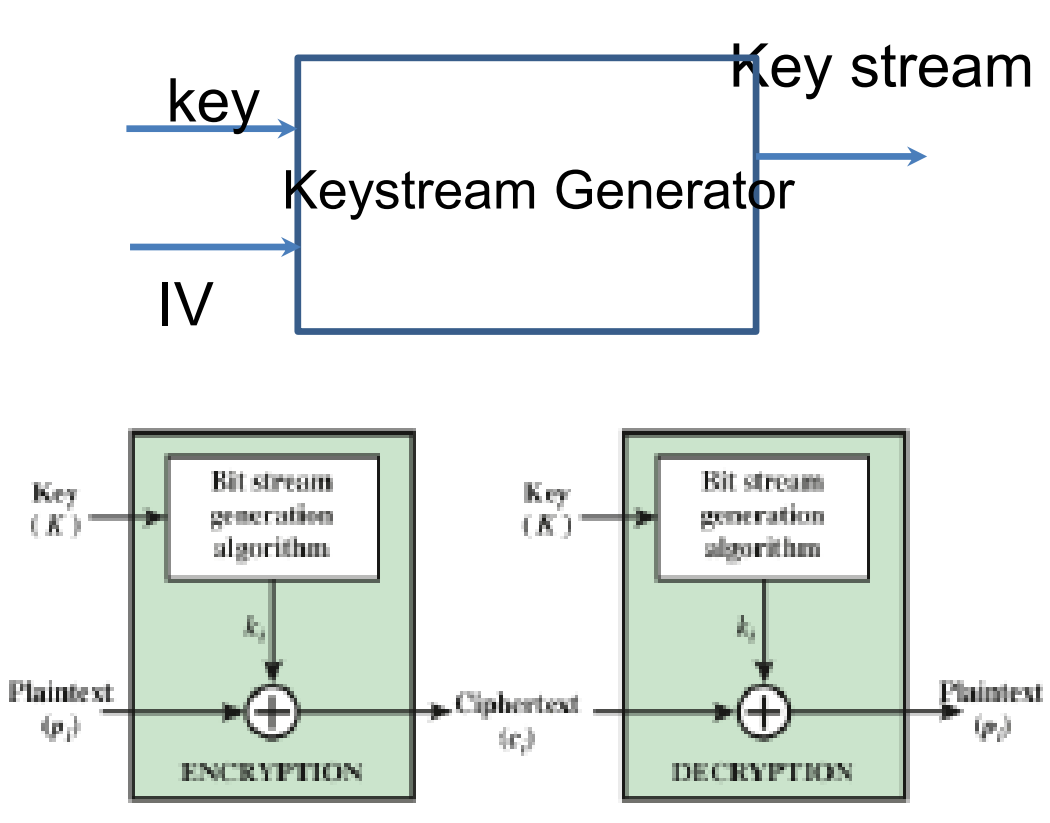 Key stream
key
Keystream Generator
IV
Key
(K)
Bit stream
generation
algorithm
k_i
Plaintext
(p_i)
ENCRYPTION
Ciphertext
(c_i)
Key
(K)
Bit stream
generation
algorithm
k_i
DECRYPTION
Plaintext
(p_i)